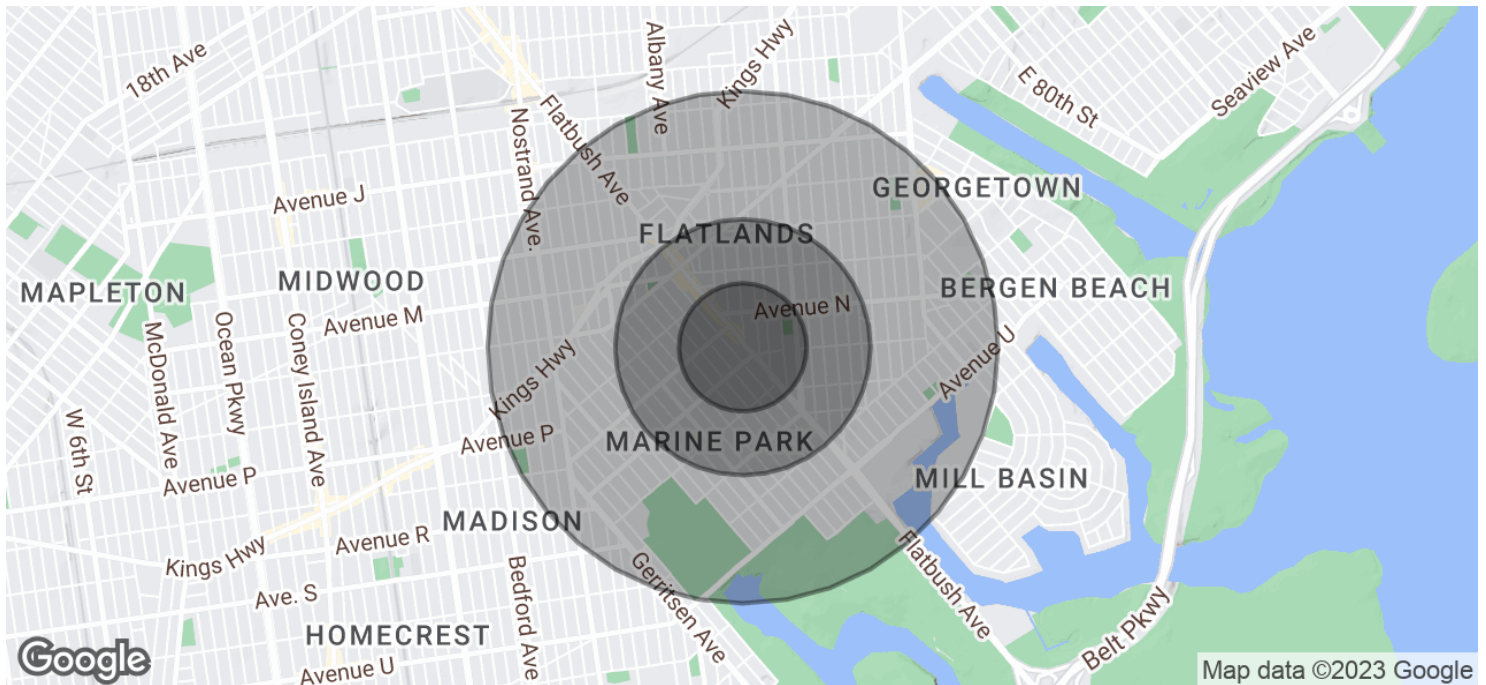 18th Ave
Albany Ave
Kings Hwy
E 80th St
Seaview Ave
Flatbush Ave
Nostrand Ave.
Avenue J
GEORGETOWN
FLATLANDS
MAPLETON
MIDWOOD
BERGEN BEACH
Avenue N
Avenue M
McDonald Ave
Ocean Pkwy
Coney Island Ave
Kings Hwy
Avenue U
W 6th St
Avenue P
Avenue P
MARINE PARK
MILL BASIN
MADISON
Avenue R
Kings Hwy
Ave. S
Bedford Ave
Gerritsen Ave
Flatbush Ave
Belt Pkwy
HOMECREST
Avenue U
Google
Map data ©2023 Google